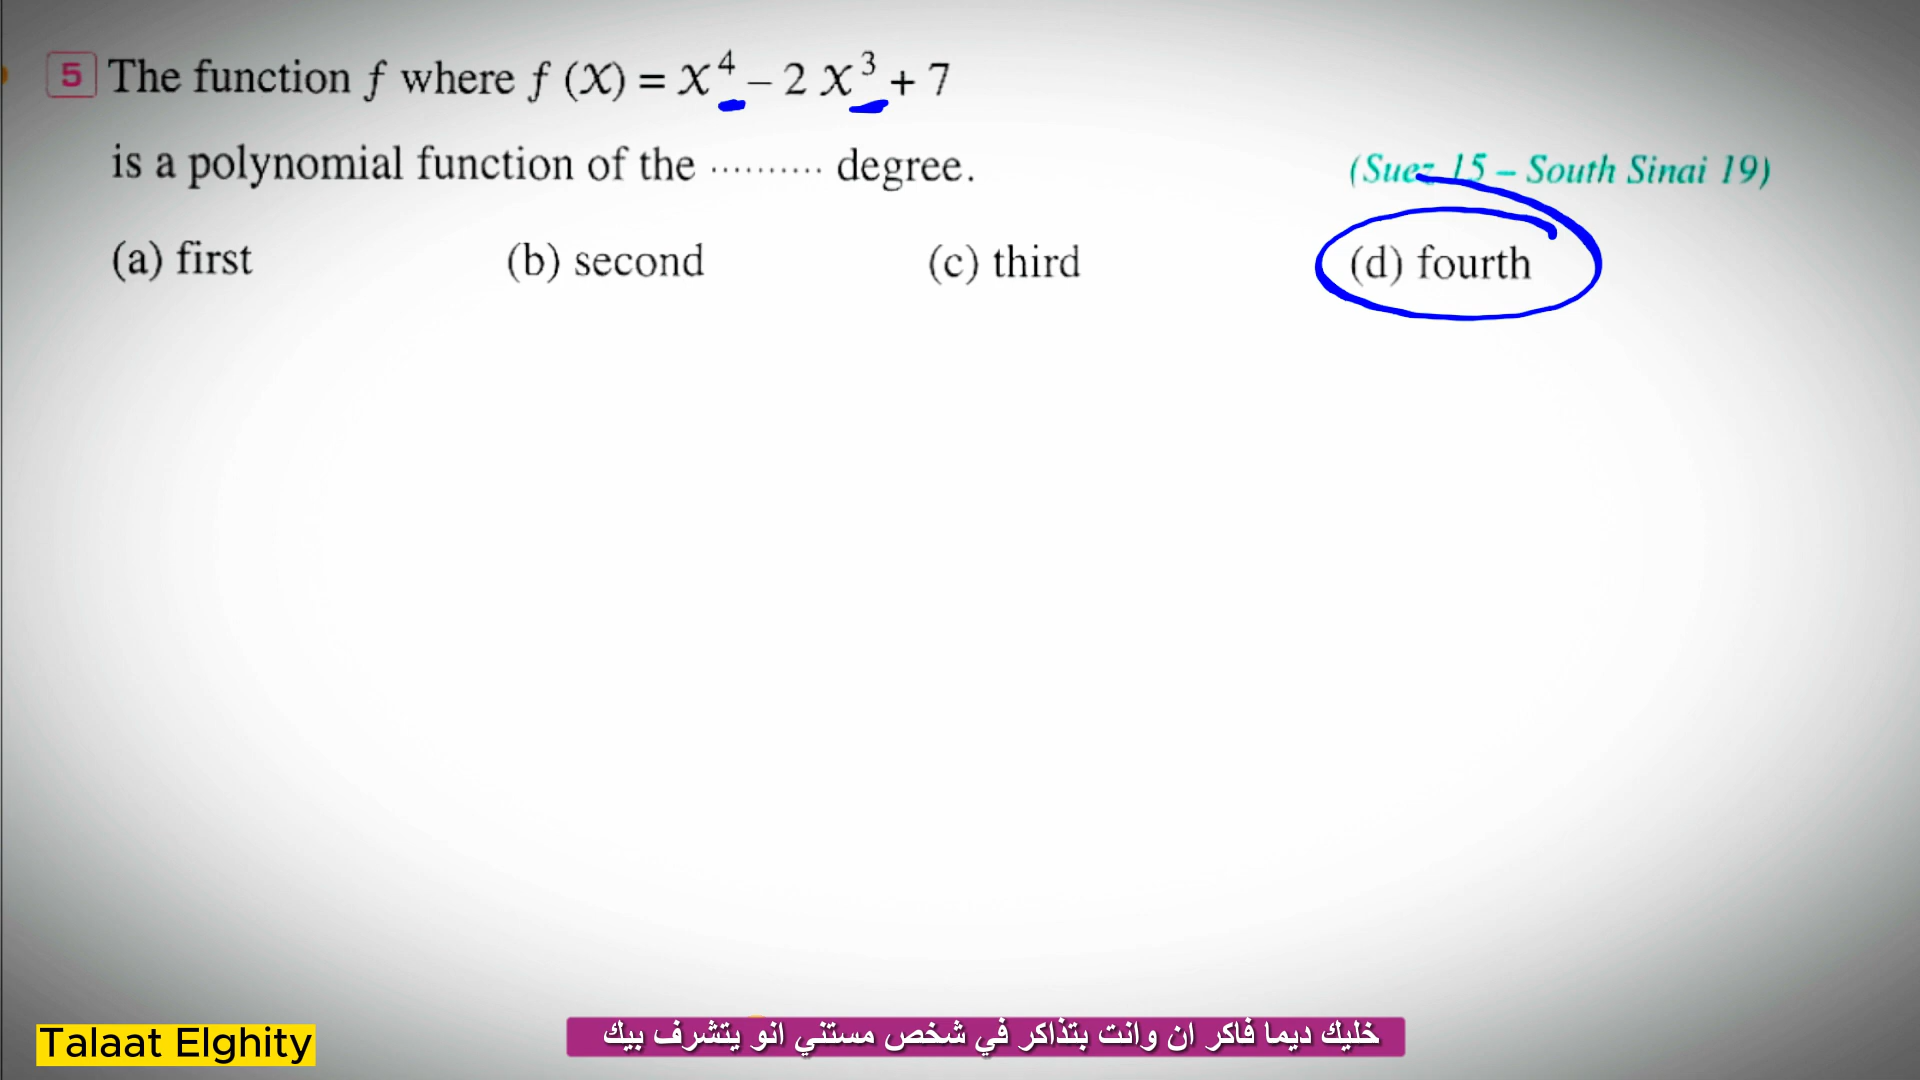 5 The function f where f (X) = X⁴ – 2 X³ + 7
is a polynomial function of the .......... degree.
(Suez 15 – South Sinai 19)
(a) first (b) second (c) third (d) fourth
Talaat Elghity
خليك ديما فاكر ان وانت بتذاكر في شخص مستني انو يتشرف بيك